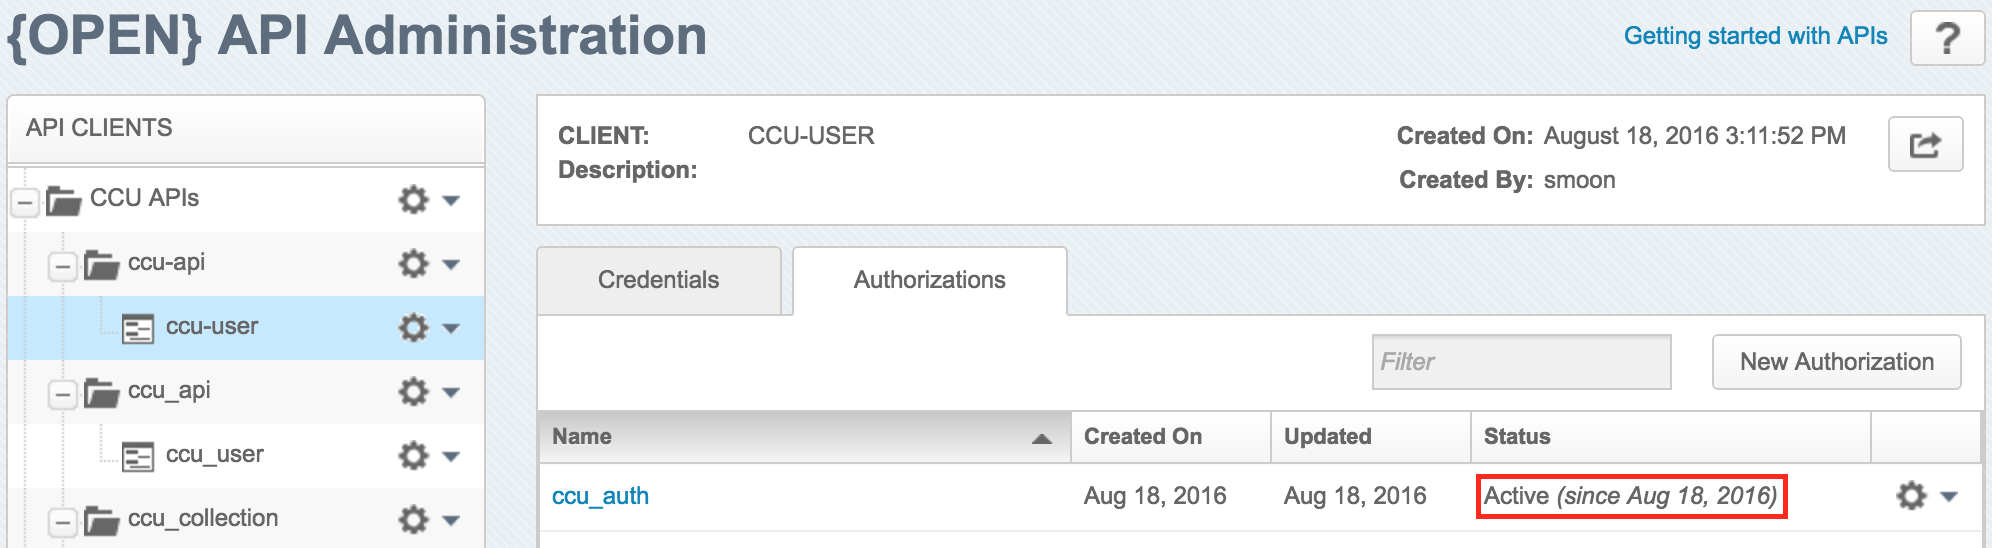 {OPEN} API Administration
Getting started with APIs
?
API CLIENTS
CCU APIs
ccu-api
ccu-user
ccu_api
ccu_user
ccu_collection
CLIENT: CCU-USER
Description:
Created On: August 18, 2016 3:11:52 PM
Created By: smoon
Credentials
Authorizations
Filter
New Authorization
Name Created On Updated Status
ccu_auth Aug 18, 2016 Aug 18, 2016 Active (since Aug 18, 2016)